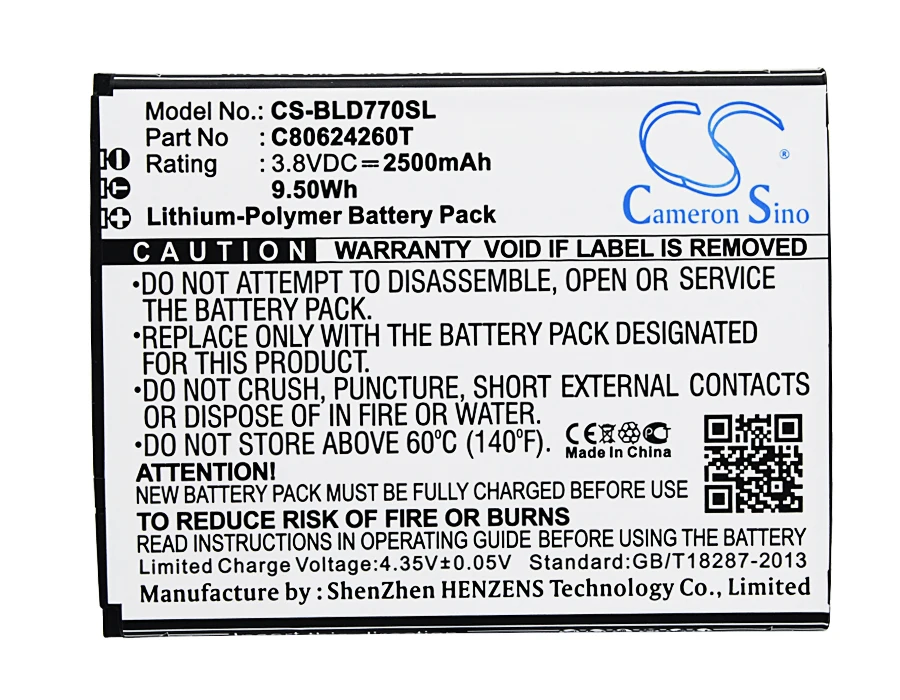 Model No.: CS-BLD770SL
Part No : C80624260T
Rating : 3.8VDC⎓2500mAh
9.50Wh
Lithium-Polymer Battery Pack
CS
®
Cameron Sino
CAUTION WARRANTY VOID IF LABEL IS REMOVED
•DO NOT ATTEMPT TO DISASSEMBLE, OPEN OR SERVICE
THE BATTERY PACK.
•REPLACE ONLY WITH THE BATTERY PACK DESIGNATED
FOR THIS PRODUCT.
•DO NOT CRUSH, PUNCTURE, SHORT EXTERNAL CONTACTS
OR DISPOSE OF IN FIRE OR WATER.
•DO NOT STORE ABOVE 60ºC (140ºF).
CE
Made In China
ATTENTION!
NEW BATTERY PACK MUST BE FULLY CHARGED BEFORE USE
TO REDUCE RISK OF FIRE OR BURNS
READ INSTRUCTIONS IN OPERATING GUIDE BEFORE USING THE BATTERY
Limited Charge Voltage:4.35V±0.05V Standard:GB/T18287-2013
Manufacture by : ShenZhen HENZENS Technology Co., Limited